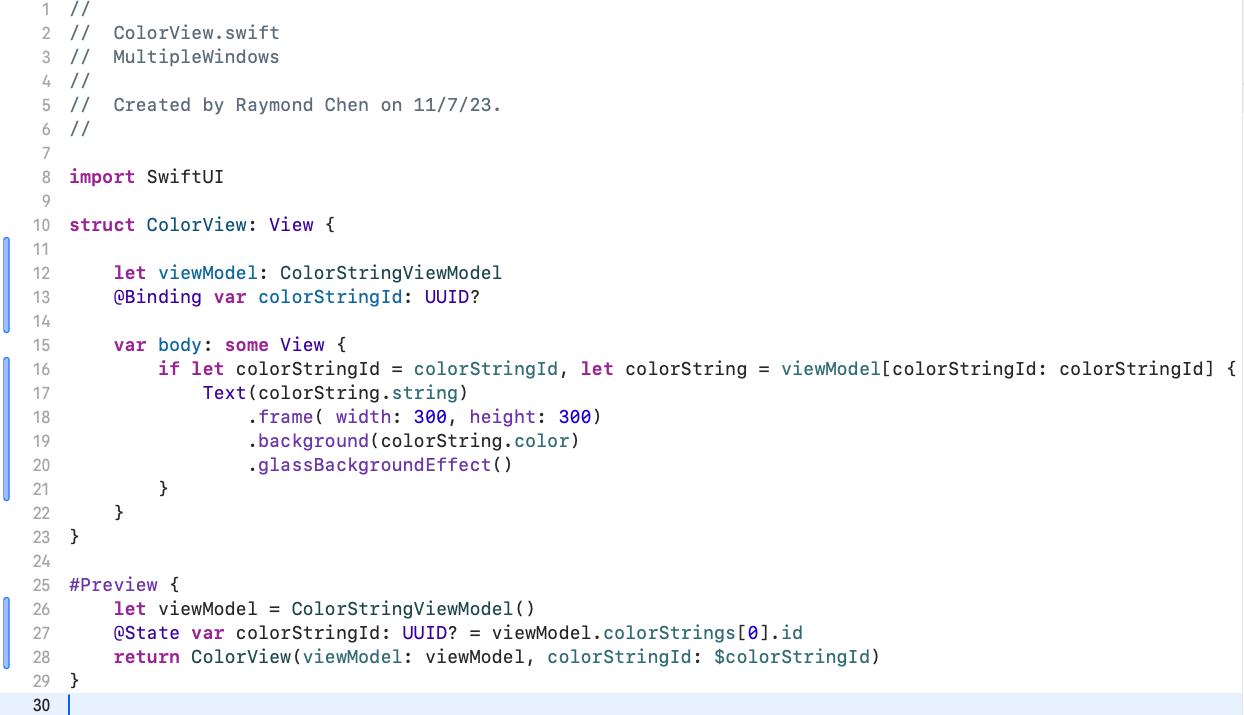 1 //
2 //  ColorView.swift
3 //  MultipleWindows
4 //
5 //  Created by Raymond Chen on 11/7/23.
6 //
7
8 import SwiftUI
9
10 struct ColorView: View {
11
12     let viewModel: ColorStringViewModel
13     @Binding var colorStringId: UUID?
14
15     var body: some View {
16         if let colorStringId = colorStringId, let colorString = viewModel[colorStringId: colorStringId] {
17             Text(colorString.string)
18                 .frame( width: 300, height: 300)
19                 .background(colorString.color)
20                 .glassBackgroundEffect()
21         }
22     }
23 }
24
25 #Preview {
26     let viewModel = ColorStringViewModel()
27     @State var colorStringId: UUID? = viewModel.colorStrings[0].id
28     return ColorView(viewModel: viewModel, colorStringId: $colorStringId)
29 }
30